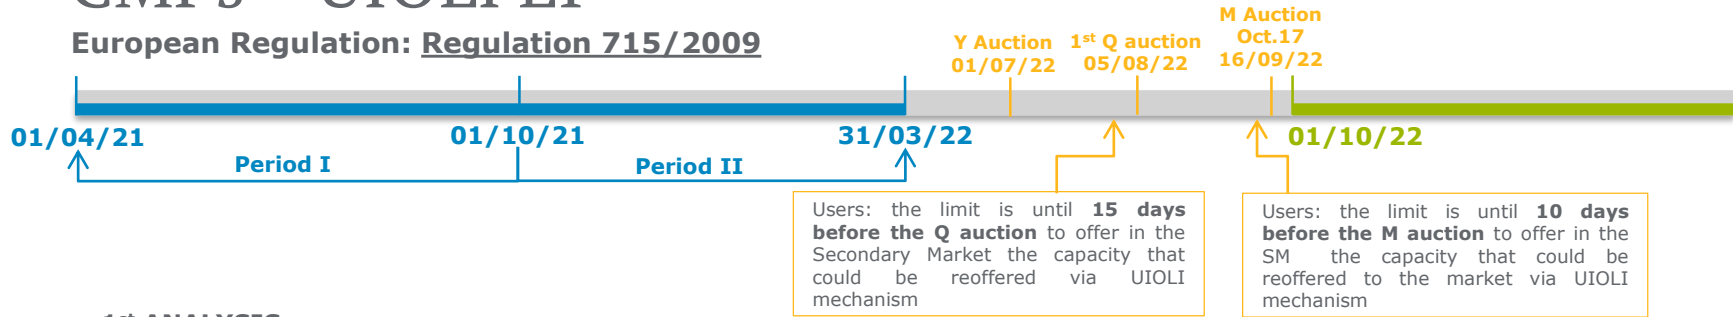 European Regulation: Regulation 715/2009
Y Auction
01/07/22
1st Q auction
05/08/22
M Auction
Oct.17
16/09/22
01/04/21
01/10/21
31/03/22
01/10/22
Period I
Period II
Users: the limit is until 15 days
before the Q auction to offer in the
Secondary Market the capacity that
could be reoffered via UIOLI
mechanism
Users: the limit is until 10 days
before the M auction to offer in the
SM the capacity that could be
reoffered to the market via UIOLI
mechanism
1st ANALYSIS